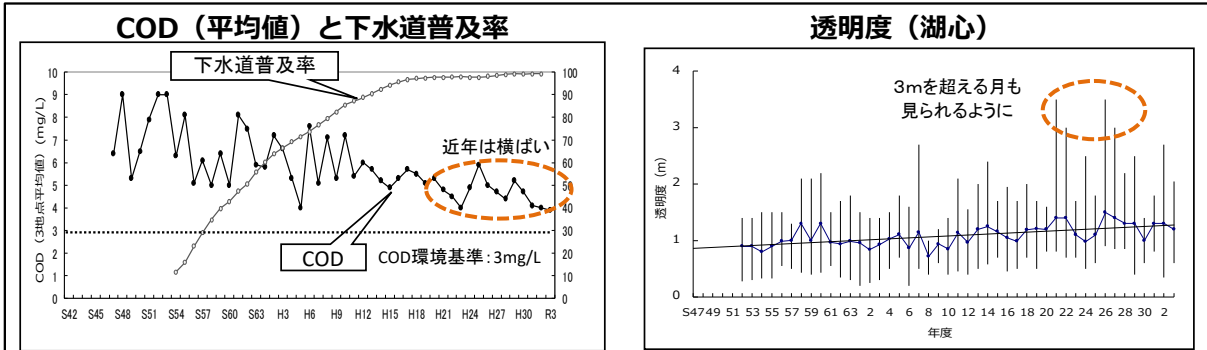 COD（平均値）と下水道普及率
透明度（湖心）
下水道普及率
近年は横ばい
COD
COD環境基準：3mg/L
COD（3地点平均値）(mg/L)
10
9
8
7
6
5
4
3
2
1
0
100
90
80
70
60
50
40
30
20
10
0
S42 S45 S48 S51 S54 S57 S60 S63 H3 H6 H9 H12 H15 H18 H21 H24 H27 H30 R3
3mを超える月も
見られるように
透明度（m）
4
3
2
1
0
S47 49 51 53 55 57 59 61 63 2 4 6 8 10 12 14 16 18 20 22 24 26 28 30 2
年度